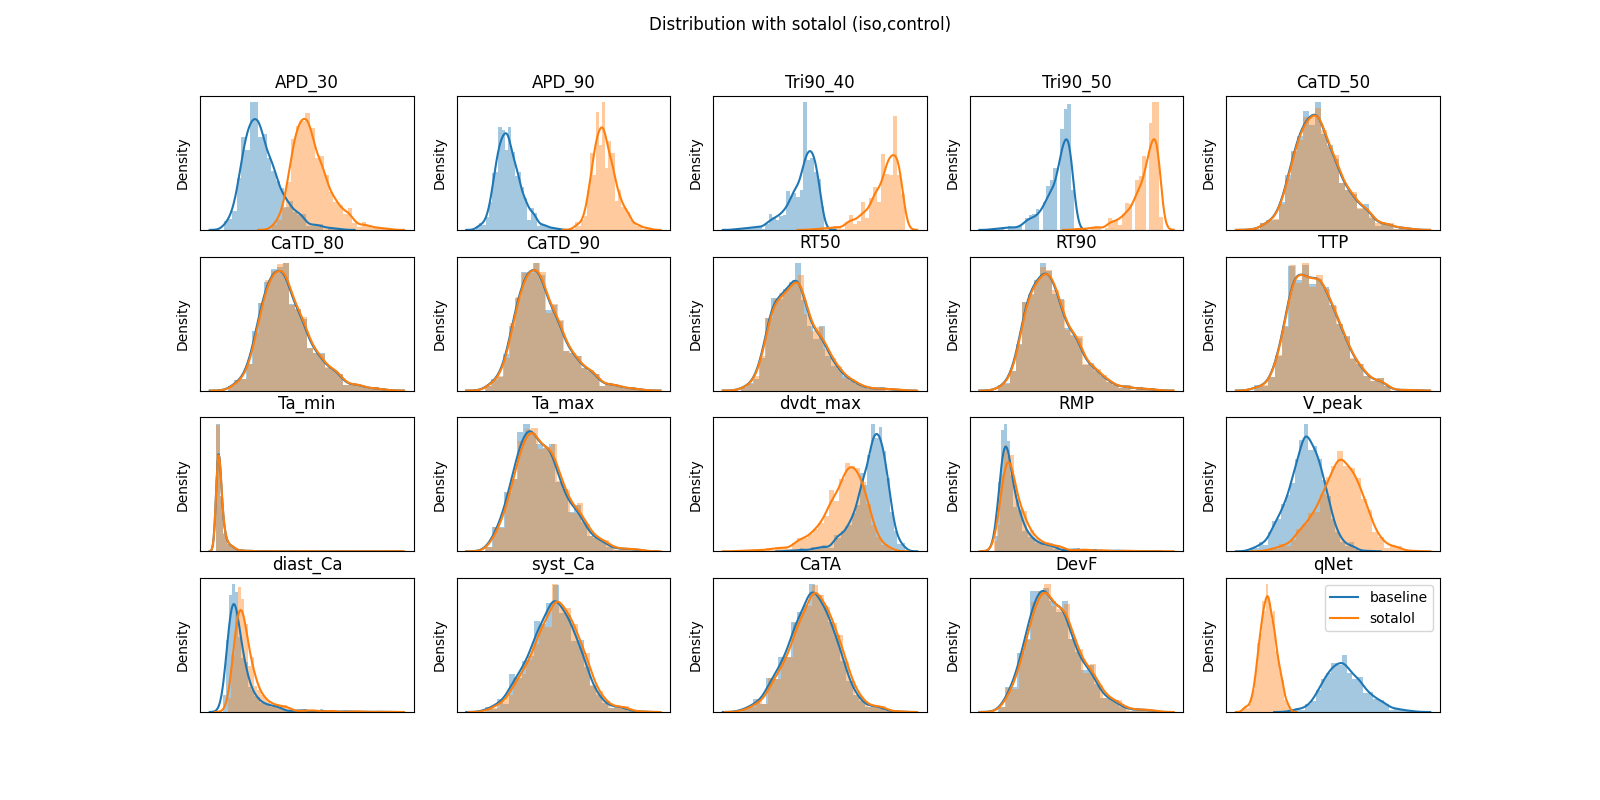 Distribution with sotalol (iso,control)
APD_30
APD_90
Tri90_40
Tri90_50
CaTD_50
Density
Density
Density
Density
Density
CaTD_80
CaTD_90
RT50
RT90
TTP
Density
Density
Density
Density
Density
Ta_min
Ta_max
dvdt_max
RMP
V_peak
Density
Density
Density
Density
Density
diast_Ca
syst_Ca
CaTA
DevF
qNet
Density
Density
Density
Density
Density
baseline
sotalol